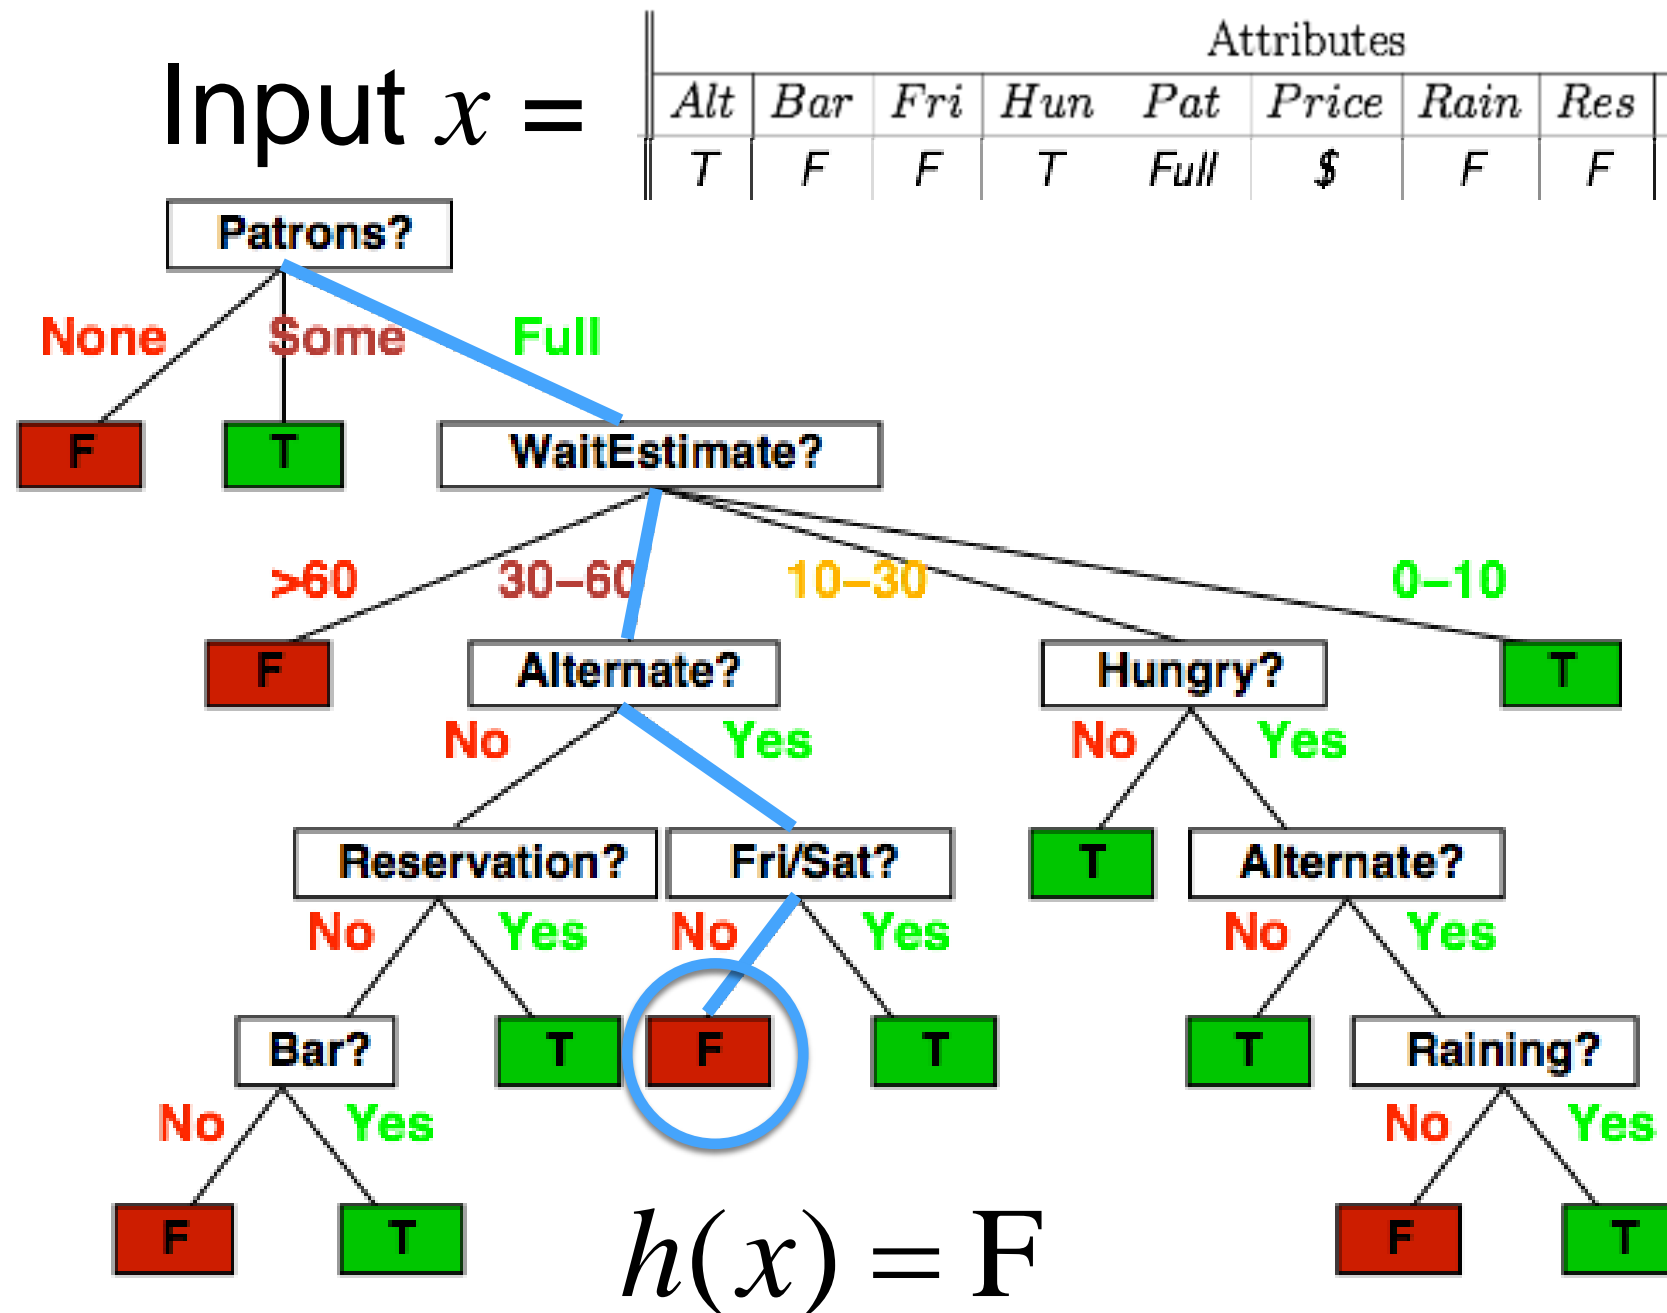 Attributes
Input x =
Alt Bar Fri Hun Pat Price Rain Res
T F F T Full $ F F
Patrons?
None Some Full
F T WaitEstimate?
>60 30–60 10–30 0–10
F Alternate? Hungry? T
No Yes No Yes
Reservation? Fri/Sat? T Alternate?
No Yes No Yes No Yes
Bar? T F T T Raining?
No Yes No Yes
F T F T
h(x) = F